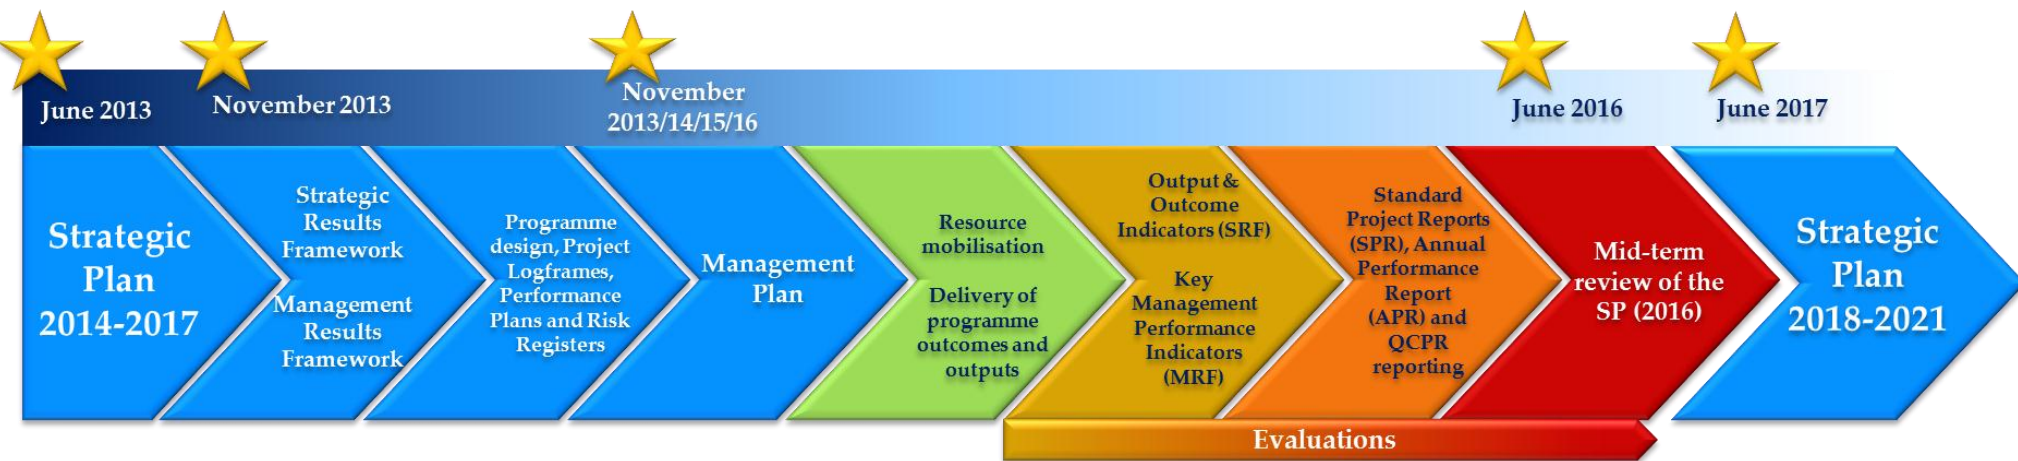 June 2013
November 2013
November
2013/14/15/16
June 2016
June 2017
Strategic
Plan
2014-2017
Strategic
Results
Framework
Management
Results
Framework
Programme
design, Project
Logframes,
Performance
Plans and Risk
Registers
Management
Plan
Resource
mobilisation
Delivery of
programme
outcomes and
outputs
Output &
Outcome
Indicators (SRF)
Key
Management
Performance
Indicators
(MRF)
Standard
Project Reports
(SPR), Annual
Performance
Report
(APR) and
QCPR
reporting
Mid-term
review of the
SP (2016)
Strategic
Plan
2018-2021
Evaluations